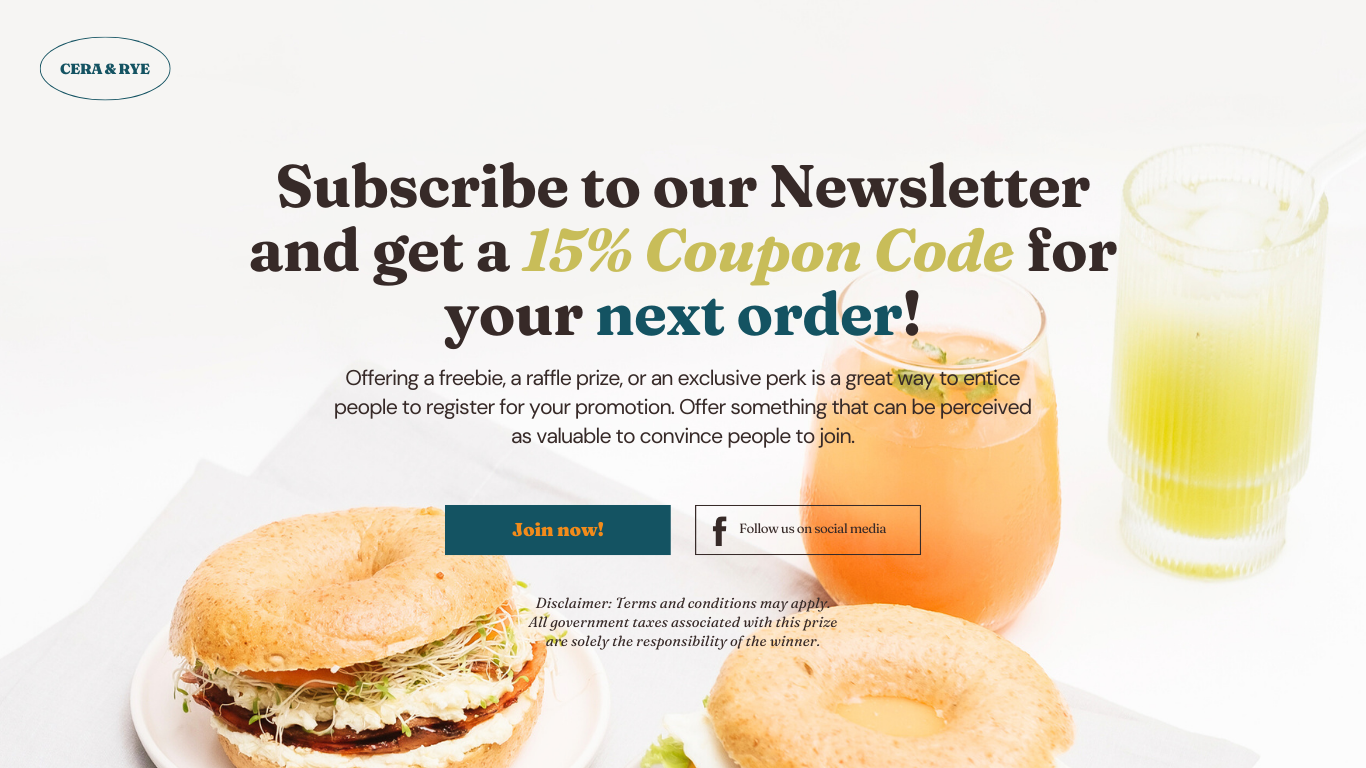 CERA & RYE
Subscribe to our Newsletter
and get a 15% Coupon Code for
your next order!
Offering a freebie, a raffle prize, or an exclusive perk is a great way to entice
people to register for your promotion. Offer something that can be perceived
as valuable to convince people to join.
Join now!
Follow us on social media
Disclaimer: Terms and conditions may apply.
All government taxes associated with this prize
are solely the responsibility of the winner.